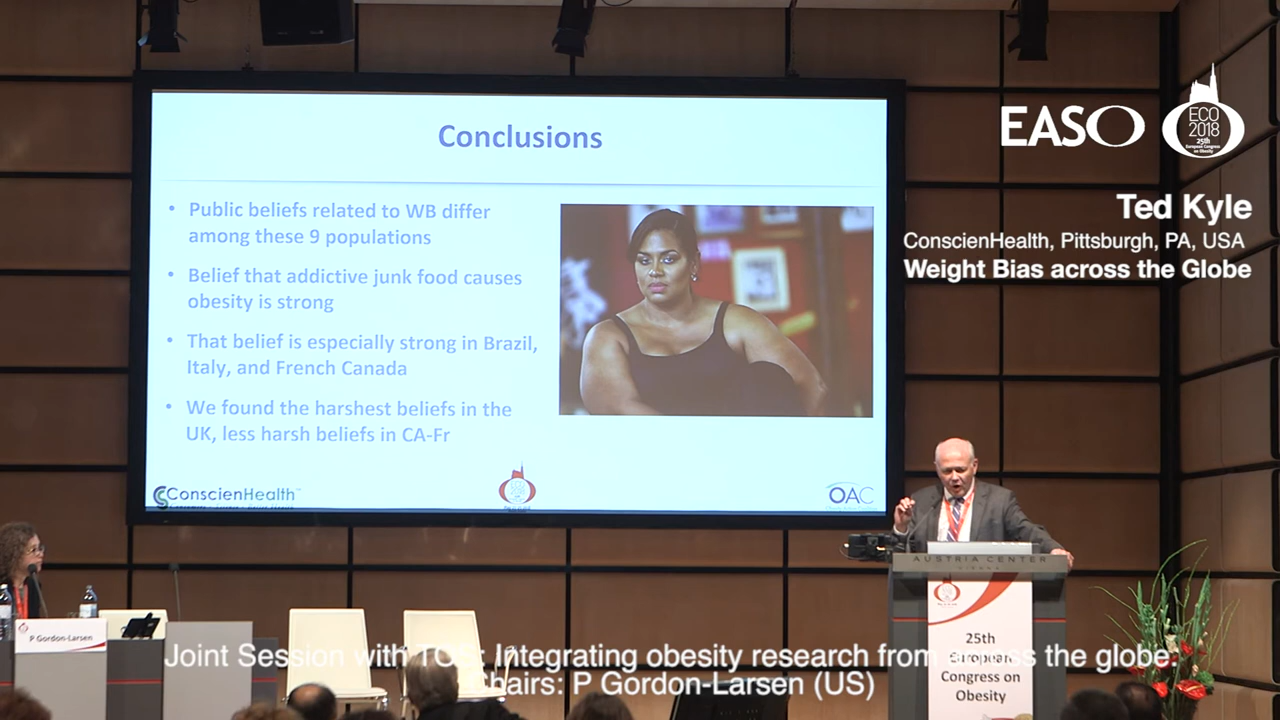 Conclusions
• Public beliefs related to WB differ
among these 9 populations
• Belief that addictive junk food causes
obesity is strong
• That belief is especially strong in Brazil,
Italy, and French Canada
• We found the harshest beliefs in the
UK, less harsh beliefs in CA-Fr
ConscienHealth™
OAC
EASO
ECO
2018
25th
European Congress
on Obesity
Ted Kyle
ConscienHealth, Pittsburgh, PA, USA
Weight Bias across the Globe
AUSTRIA CENTER
VIENNA
25th
European
Congress on
Obesity
P Gordon-Larsen
Joint Session with TOS: Integrating obesity research from across the globe.
Chairs: P Gordon-Larsen (US)